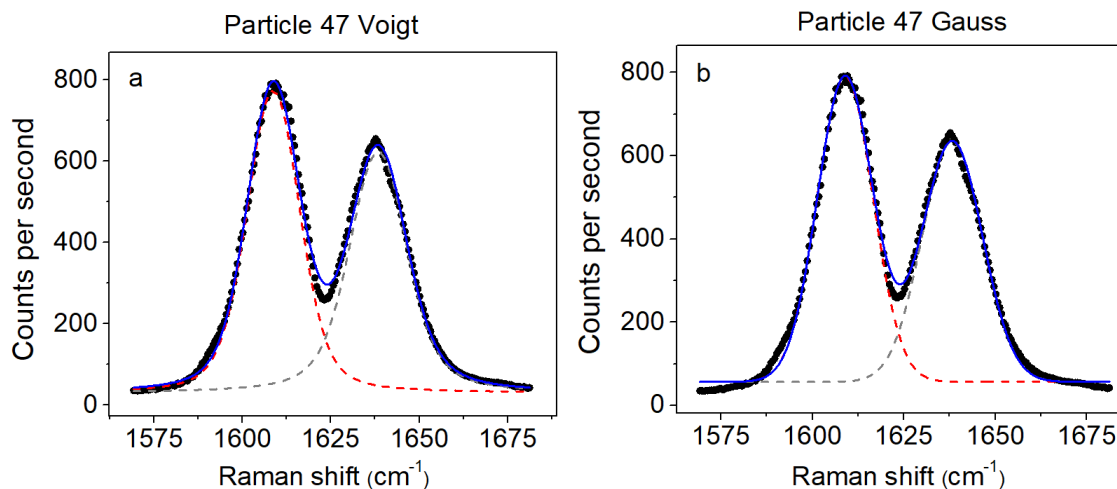 Particle 47 Voigt
a
Counts per second
800
600
400
200
0
1575 1600 1625 1650 1675
Raman shift (cm⁻¹)
Particle 47 Gauss
b
Counts per second
800
600
400
200
0
1575 1600 1625 1650 1675
Raman shift (cm⁻¹)